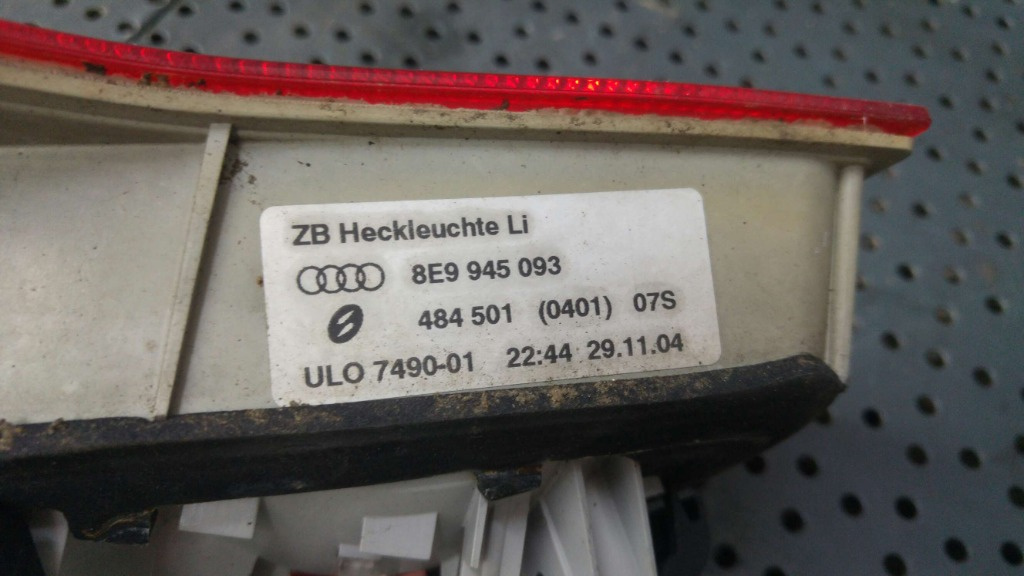 ZB Heckleuchte Li
8E9 945 093
484 501 (0401) 07S
ULO 7490-01 22:44 29.11.04